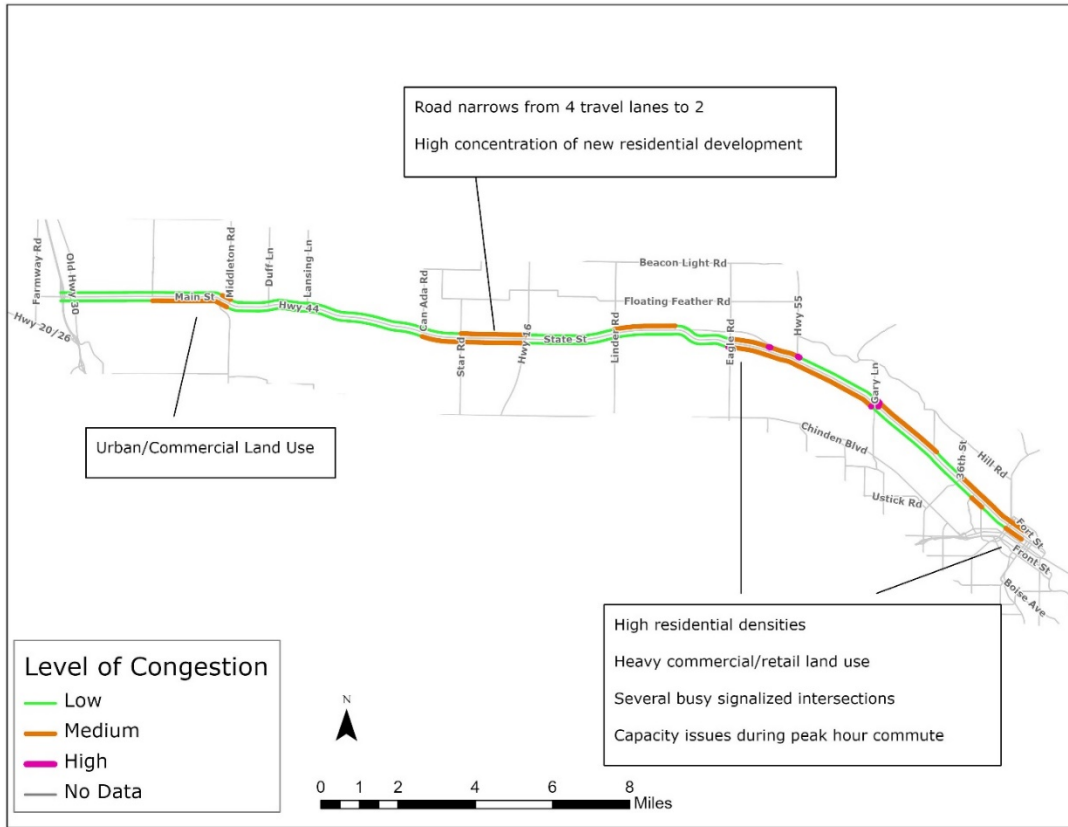 Road narrows from 4 travel lanes to 2
High concentration of new residential development
Farmway Rd
Old Hwy 30
Hwy 20/26
Main St
Middleton Rd
Duff Ln
Lansing Ln
Hwy 44
Can Ada Rd
Star Rd
Hwy 16
State St
Linder Rd
Beacon Light Rd
Floating Feather Rd
Eagle Rd
Hwy 55
Gary Ln
Chinden Blvd
Hill Rd
36th St
Ustick Rd
Fort St
Front St
Boise Ave
Urban/Commercial Land Use
High residential densities
Heavy commercial/retail land use
Several busy signalized intersections
Capacity issues during peak hour commute
Level of Congestion
Low
Medium
High
No Data
N
0 1 2 4 6 8
Miles